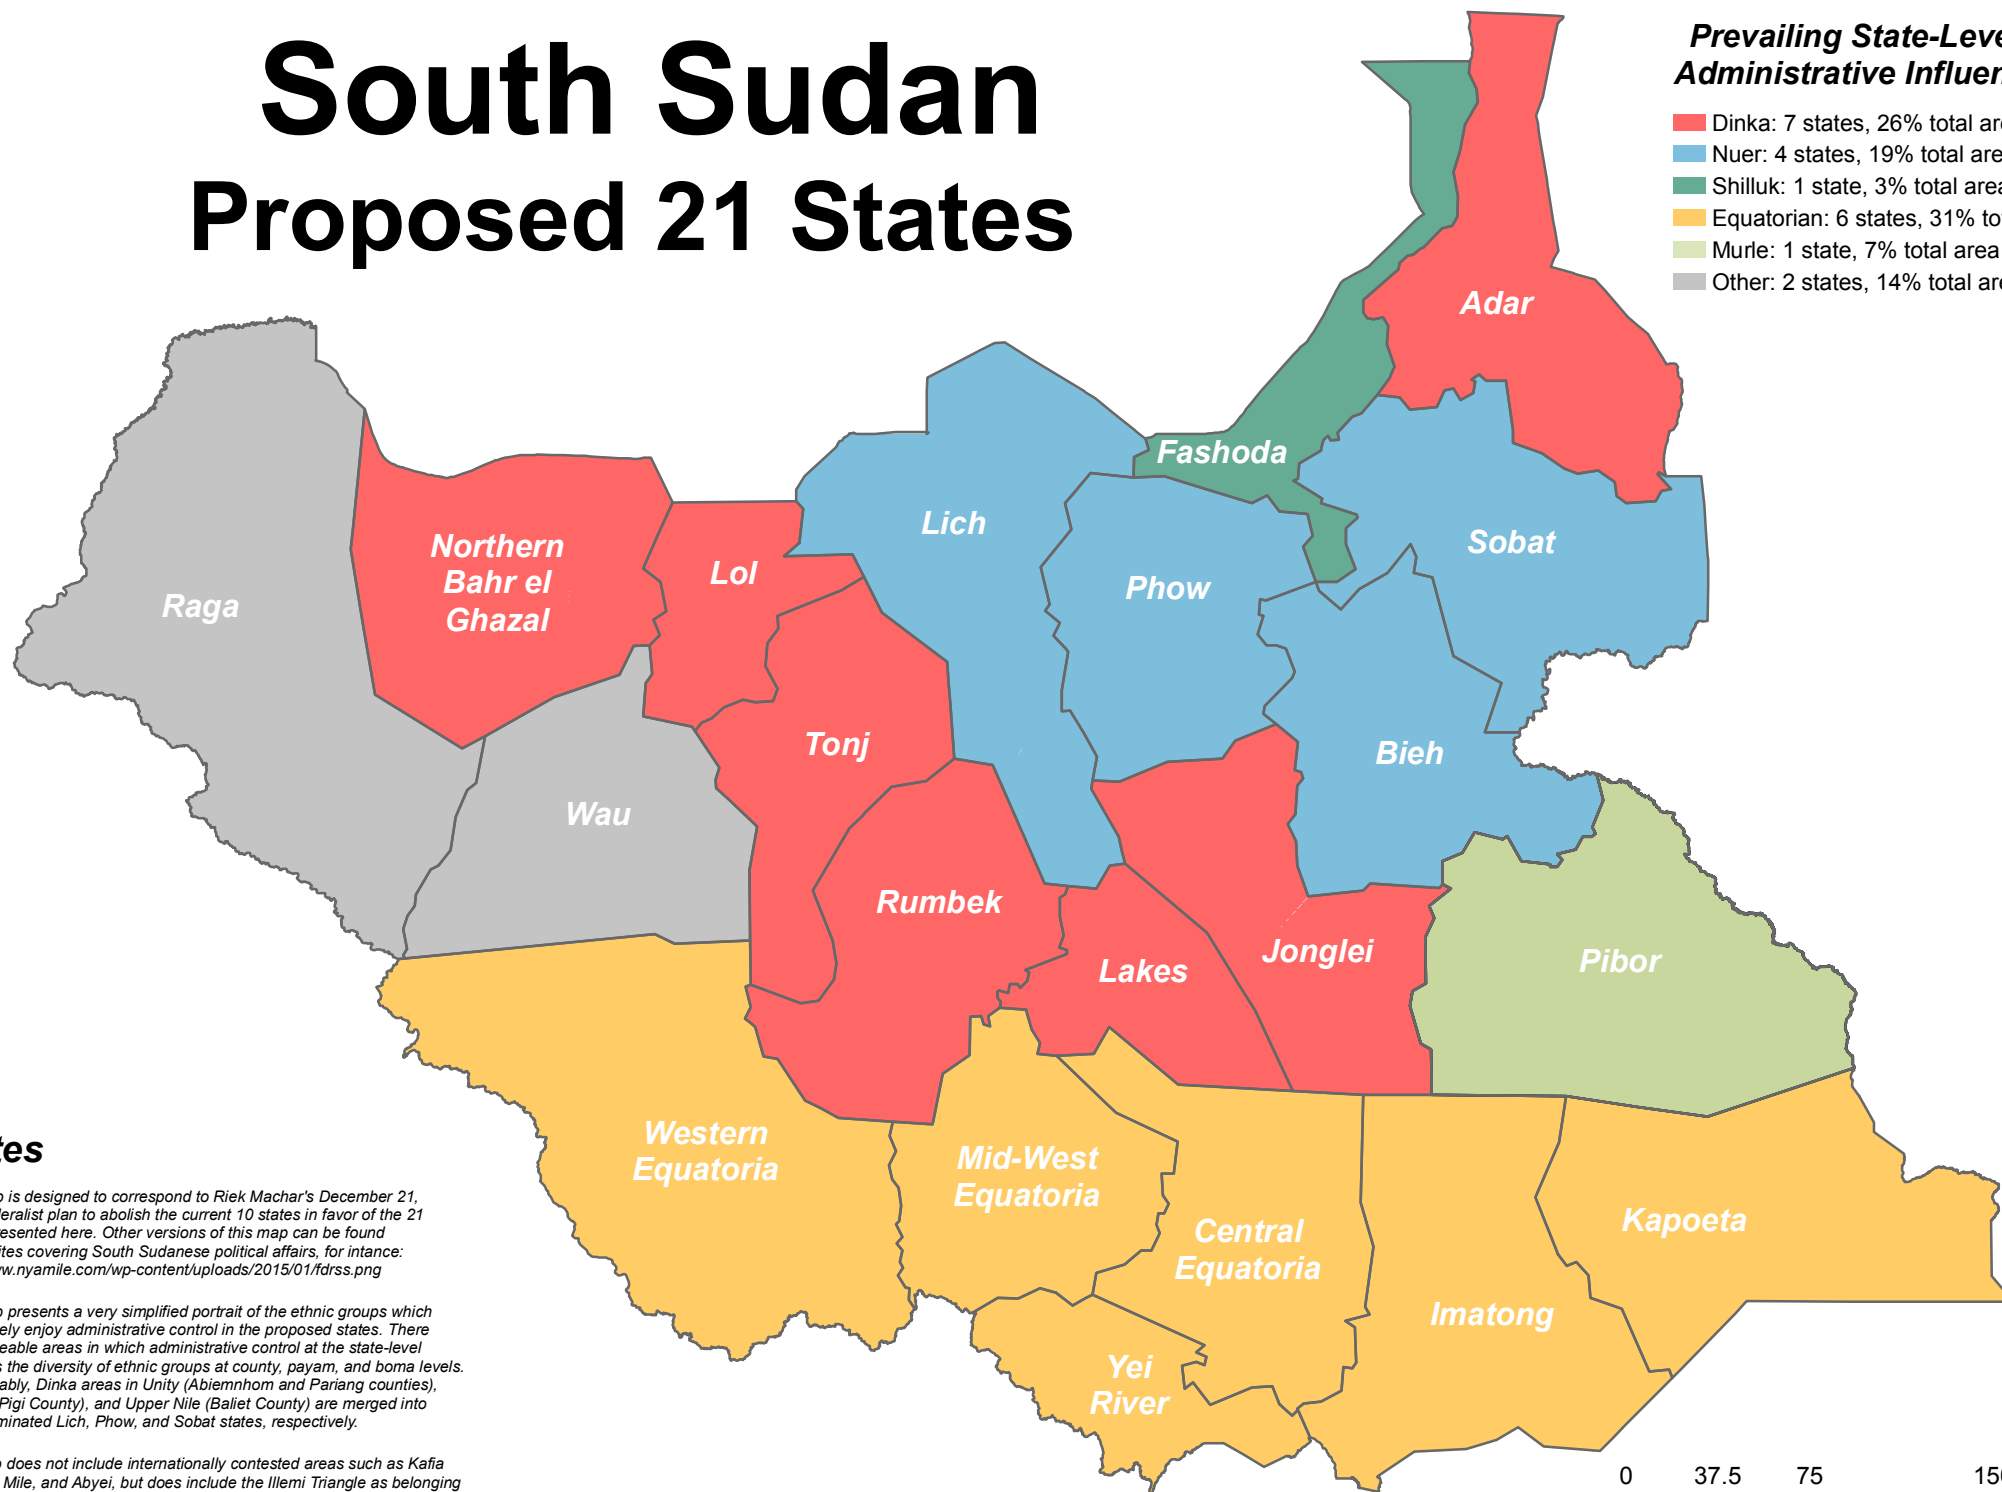 South Sudan
Proposed 21 States
Prevailing State-Leve
Administrative Influen
Dinka: 7 states, 26% total ar
Nuer: 4 states, 19% total are
Shilluk: 1 state, 3% total area
Equatorian: 6 states, 31% to
Murle: 1 state, 7% total area
Other: 2 states, 14% total are
Adar
Fashoda
Lich
Sobat
Northern
Bahr el
Ghazal
Lol
Phow
Raga
Tonj
Bieh
Wau
Rumbek
Jonglei
Lakes
Pibor
Western
Equatoria
Mid-West
Equatoria
Central
Equatoria
Kapoeta
Imatong
Yei
River
tes
p is designed to correspond to Riek Machar's December 21,
eralist plan to abolish the current 10 states in favor of the 21
resented here. Other versions of this map can be found
ites covering South Sudanese political affairs, for intance:
ww.nyamile.com/wp-content/uploads/2015/01/fdrss.png
p presents a very simplified portrait of the ethnic groups which
ely enjoy administrative control in the proposed states. There
eable areas in which administrative control at the state-level
s the diversity of ethnic groups at county, payam, and boma levels.
ably, Dinka areas in Unity (Abiemnhom and Pariang counties),
Pigi County), and Upper Nile (Baliet County) are merged into
minated Lich, Phow, and Sobat states, respectively.
p does not include internationally contested areas such as Kafia
Mile, and Abyei, but does include the Illemi Triangle as belonging
0 37.5 75 150